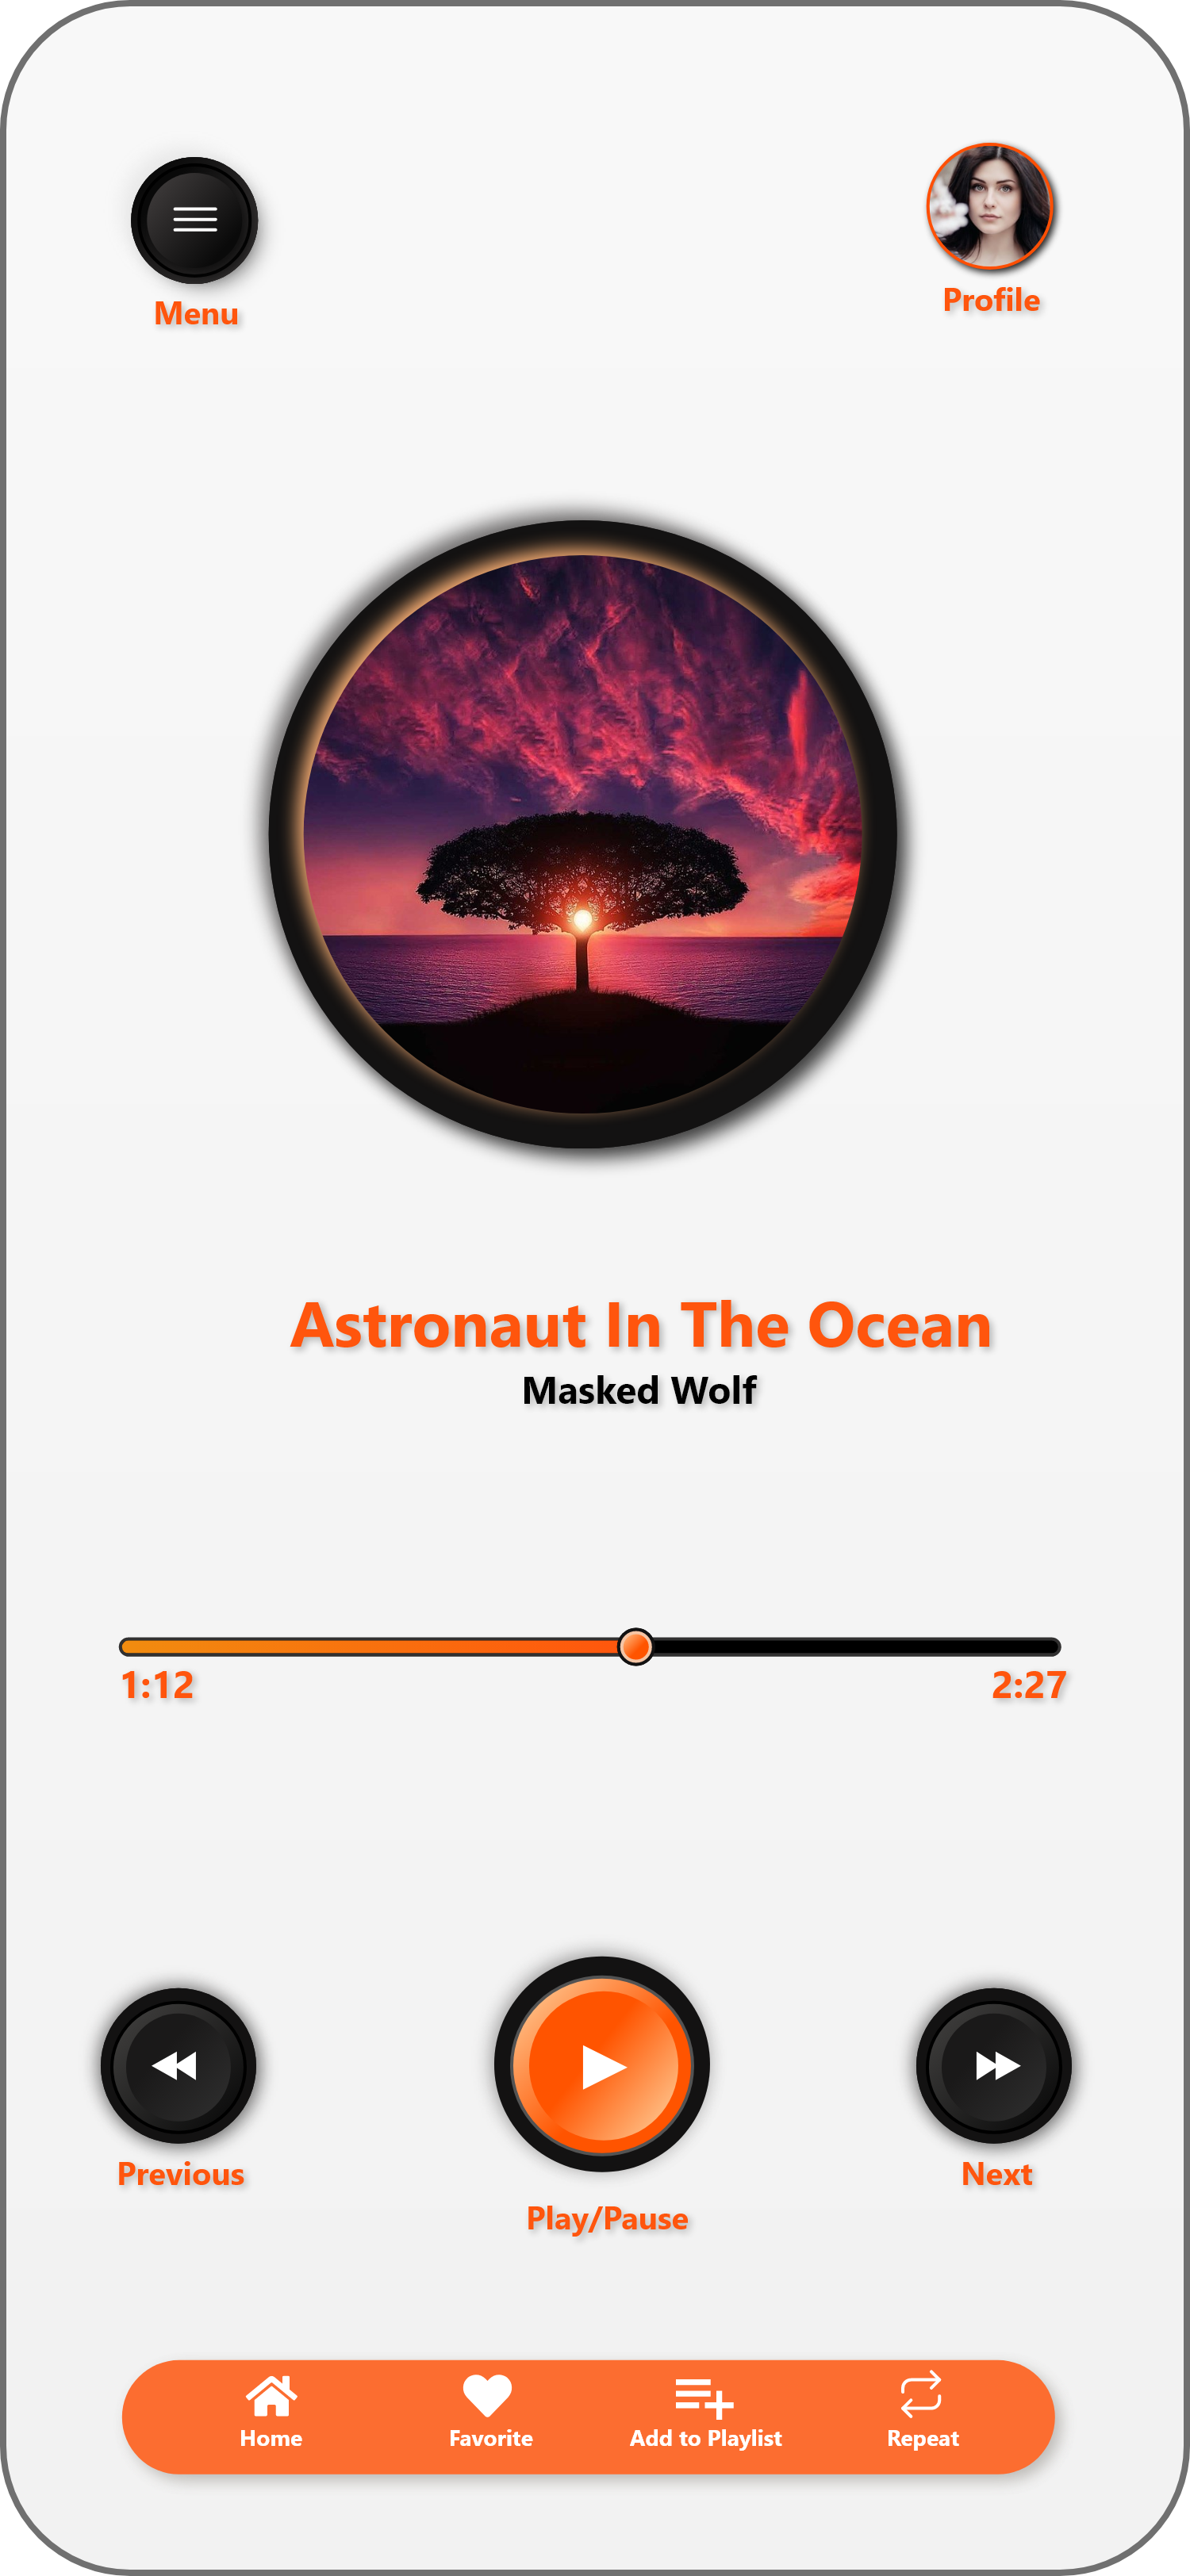 Menu
Profile
Astronaut In The Ocean
Masked Wolf
1:12
2:27
Previous
Play/Pause
Next
Home
Favorite
Add to Playlist
Repeat